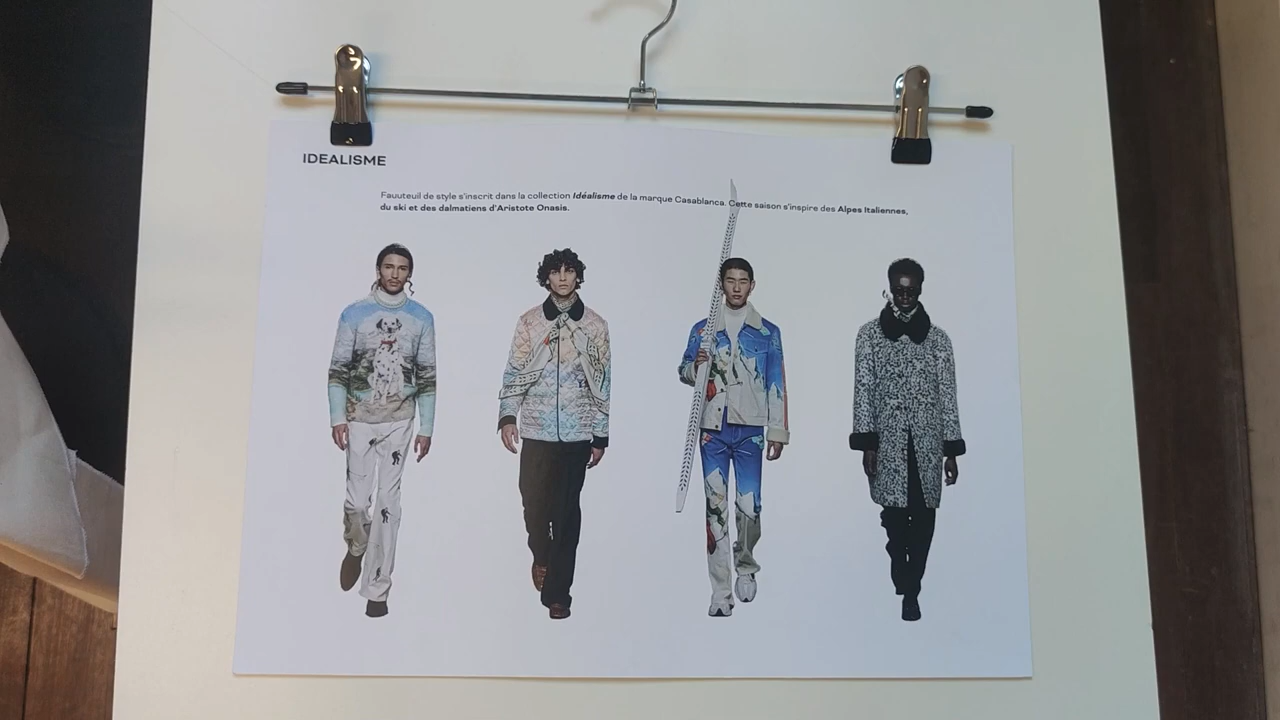 IDEALISME
Fauuteuil de style s'inscrit dans la collection Idéalisme de la marque Casablanca. Cette saison s'inspire des Alpes Italiennes,
du ski et des dalmatiens d'Aristote Onasis.